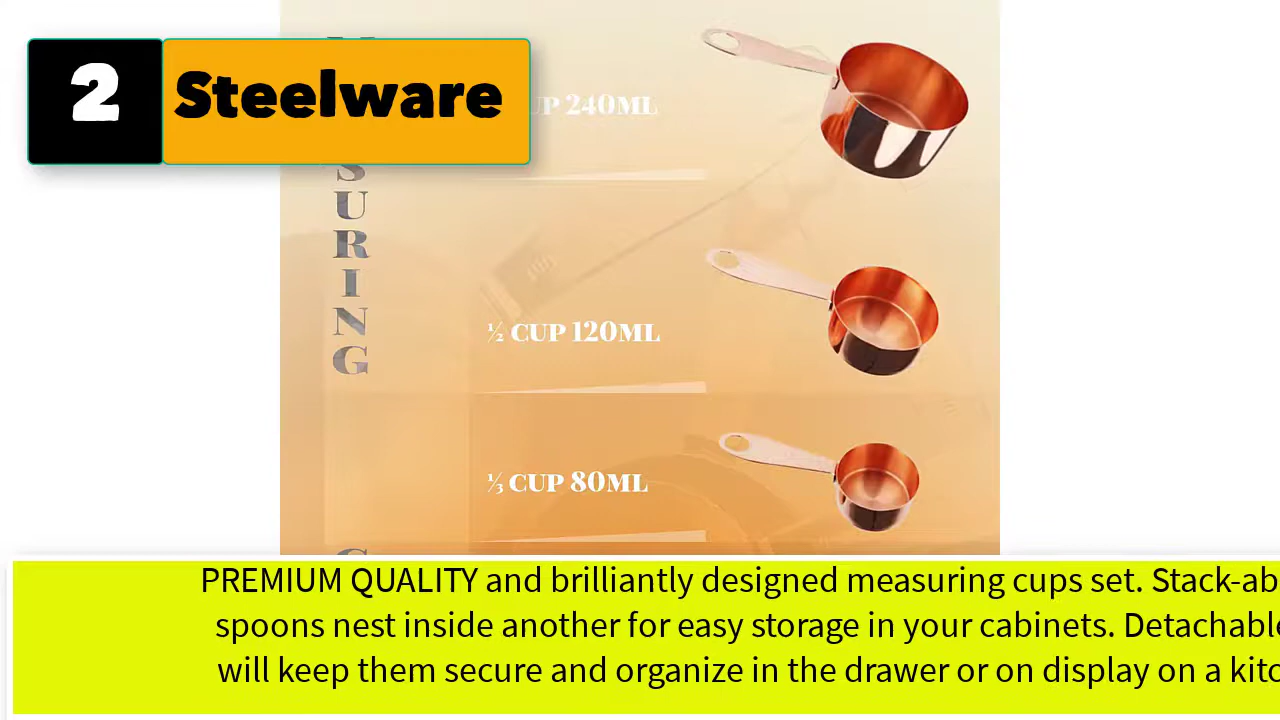 2 Steelware
UP 240ML
S
U
R
I
N
G
½ CUP 120ML
⅓ CUP 80ML
PREMIUM QUALITY and brilliantly designed measuring cups set. Stack-ab
spoons nest inside another for easy storage in your cabinets. Detachable
will keep them secure and organize in the drawer or on display on a kitc